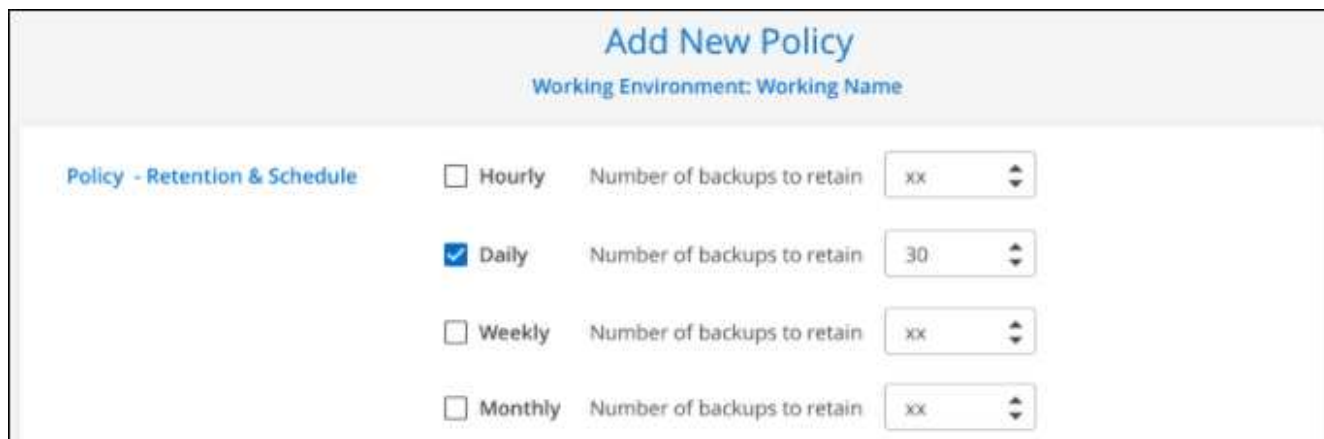 Add New Policy
Working Environment: Working Name
Policy - Retention & Schedule Hourly Number of backups to retain xx
Daily Number of backups to retain 30
Weekly Number of backups to retain xx
Monthly Number of backups to retain xx